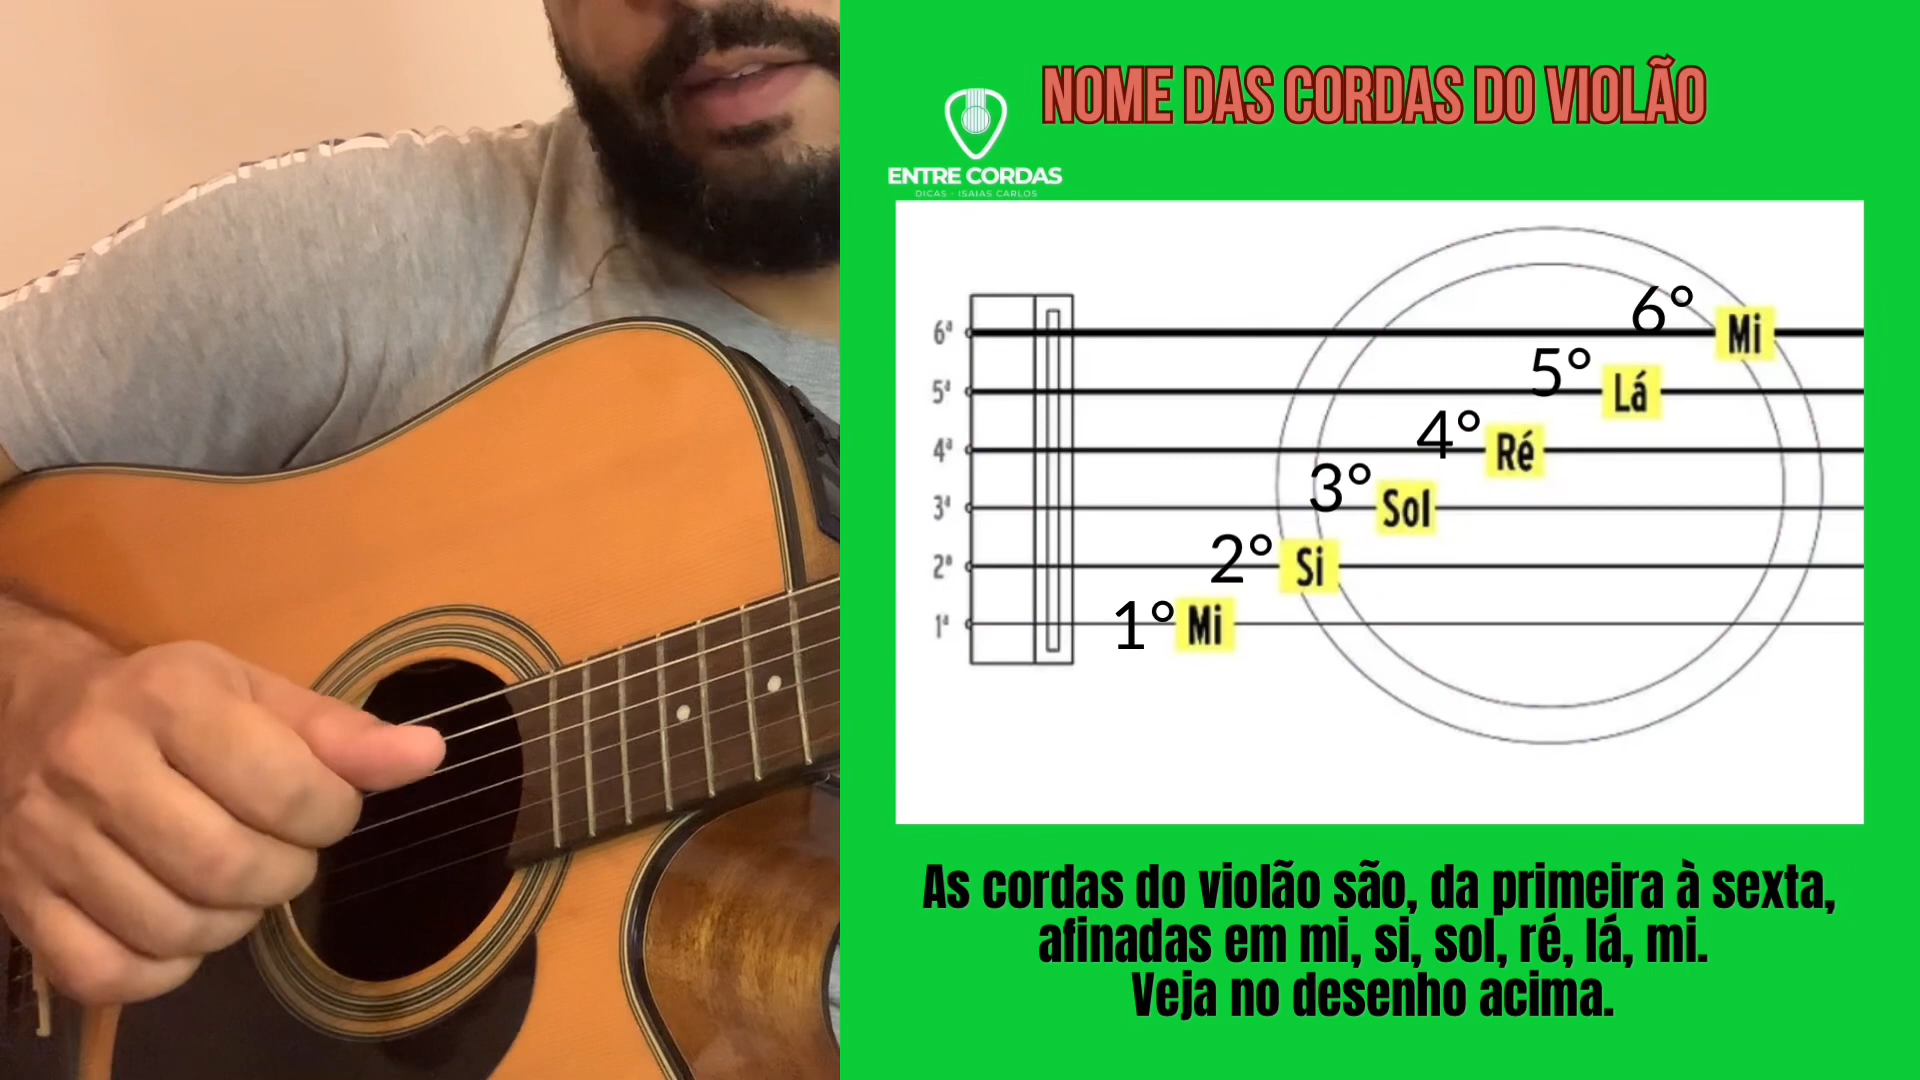 NOME DAS CORDAS DO VIOLÃO
ENTRE CORDAS
DICAS - ISAIAS CARLOS
6ª 6° Mi
5ª 5° Lá
4ª 4° Ré
3ª 3° Sol
2ª 2° Si
1ª 1° Mi
As cordas do violão são, da primeira à sexta,
afinadas em mi, si, sol, ré, lá, mi.
Veja no desenho acima.